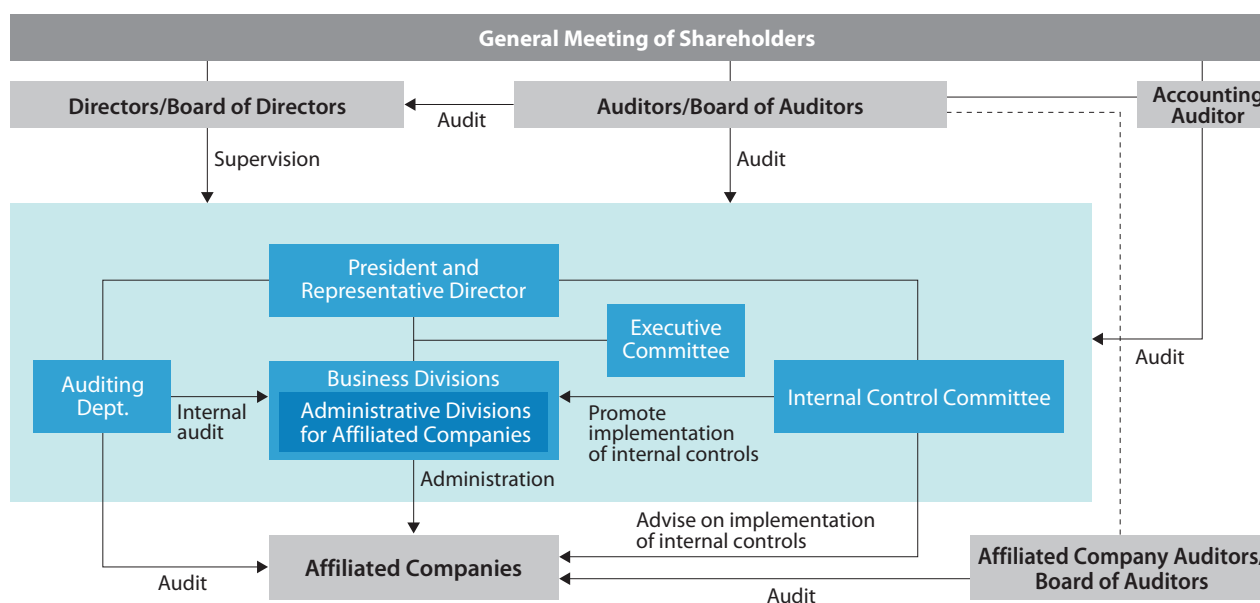 General Meeting of Shareholders
Directors/Board of Directors
Audit
Auditors/Board of Auditors
Accounting
Auditor
Supervision
Audit
President and
Representative Director
Executive
Committee
Audit
Auditing
Dept.
Internal
audit
Business Divisions
Administrative Divisions
for Affiliated Companies
Promote
implementation
of internal controls
Internal Control Committee
Administration
Advise on implementation
of internal controls
Audit
Affiliated Companies
Audit
Affiliated Company Auditors/
Board of Auditors